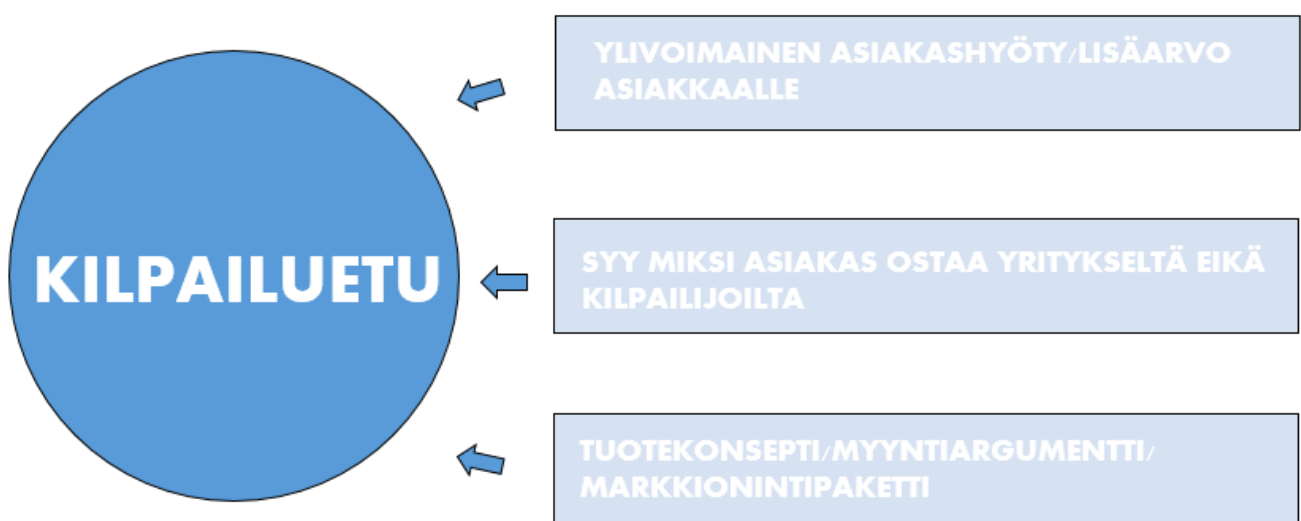 YLIVOIMAINEN ASIAKASHYÖTY/LISÄARVO
ASIAKKAALLE
KILPAILUETU
SYY MIKSI ASIAKAS OSTAA YRITYKSELTÄ EIKÄ
KILPAILIJOILTA
TUOTEKONSEPTI/MYYNTIARGUMENTTI/
MARKKIONINTIPAKETTI